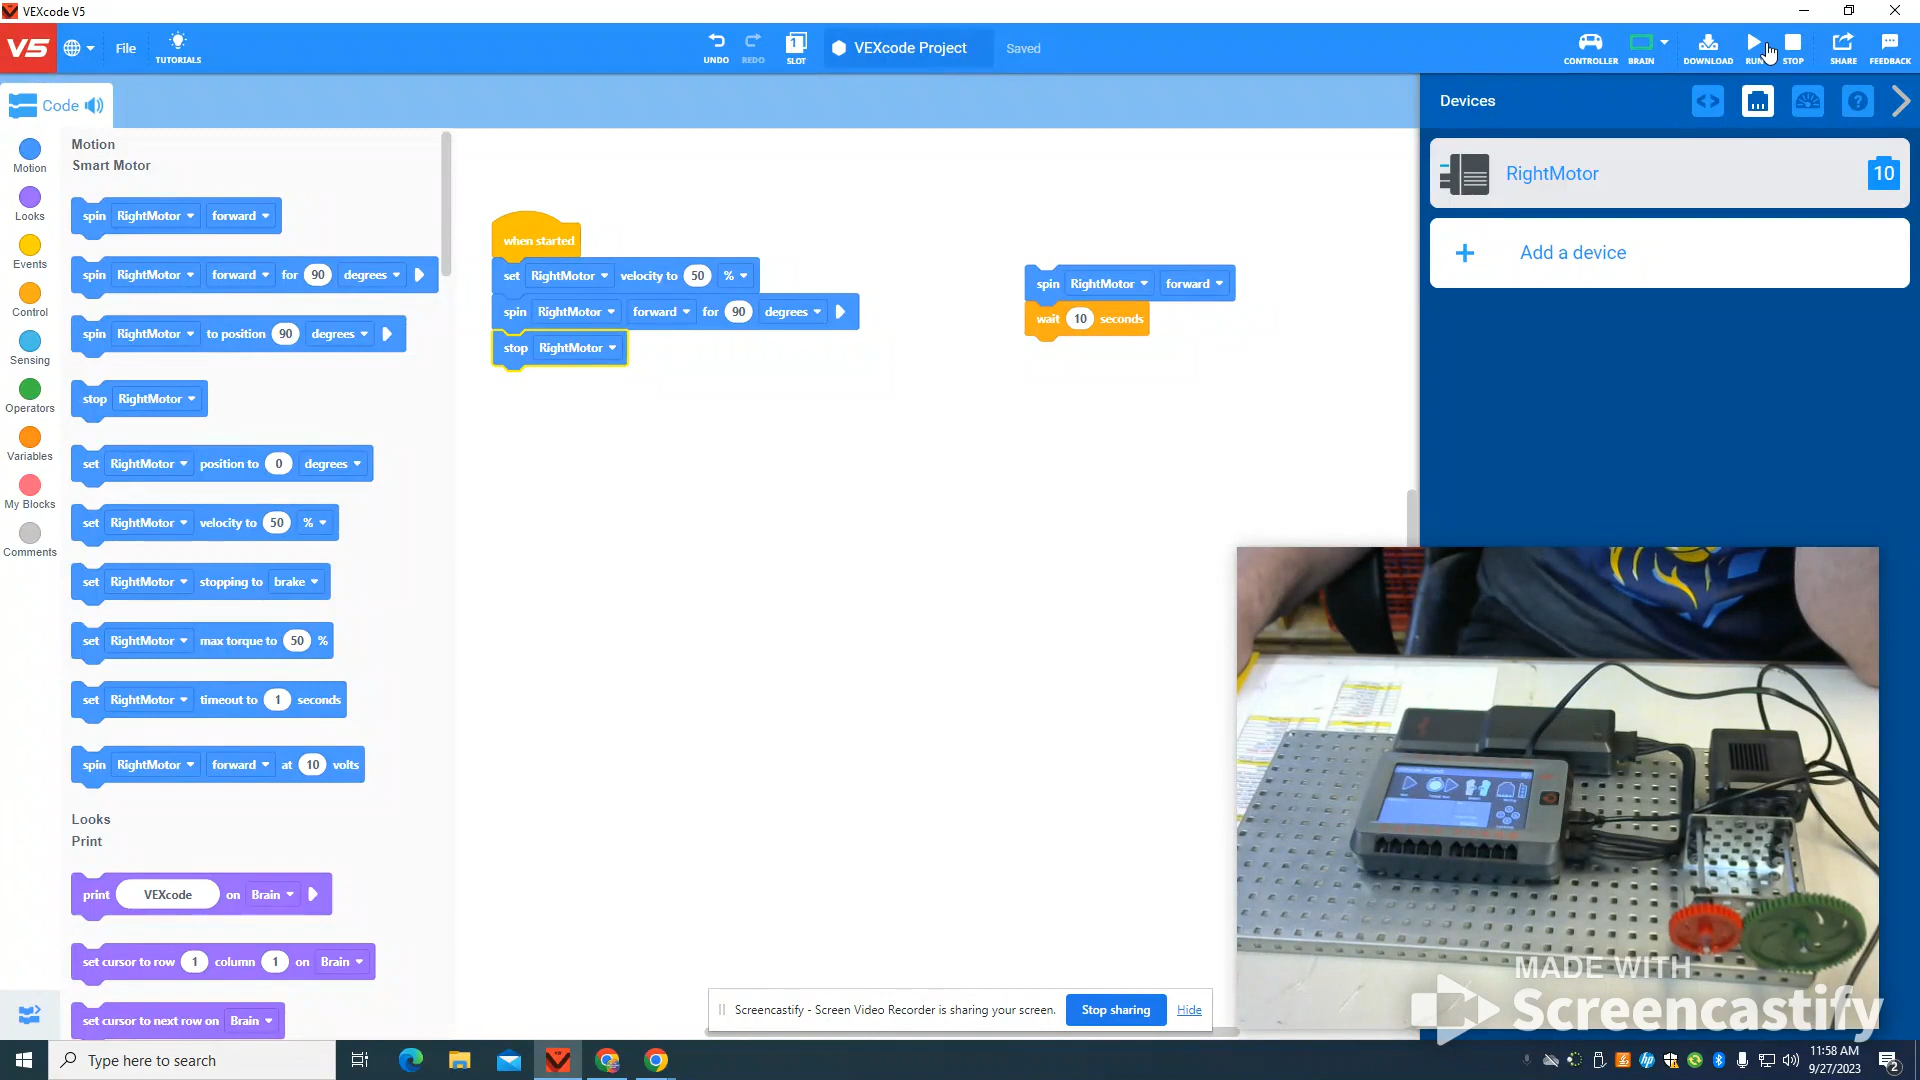 VEXcode V5
V5 File TUTORIALS UNDO REDO 1 SLOT VEXcode Project Saved CONTROLLER BRAIN DOWNLOAD RUN STOP SHARE FEEDBACK
Code
Motion
Looks
Events
Control
Sensing
Operators
Variables
My Blocks
Comments
Motion
Smart Motor
spin RightMotor forward
spin RightMotor forward for 90 degrees
spin RightMotor to position 90 degrees
stop RightMotor
set RightMotor position to 0 degrees
set RightMotor velocity to 50 %
set RightMotor stopping to brake
set RightMotor max torque to 50 %
set RightMotor timeout to 1 seconds
spin RightMotor forward at 10 volts
Looks
Print
print VEXcode on Brain
set cursor to row 1 column 1 on Brain
set cursor to next row on Brain
when started
set RightMotor velocity to 50 %
spin RightMotor forward for 90 degrees
stop RightMotor
spin RightMotor forward
wait 10 seconds
Devices
RightMotor 10
+ Add a device
MADE WITH
Screencastify
Screencastify - Screen Video Recorder is sharing your screen. Stop sharing Hide
Type here to search
11:58 AM
9/27/2023
2